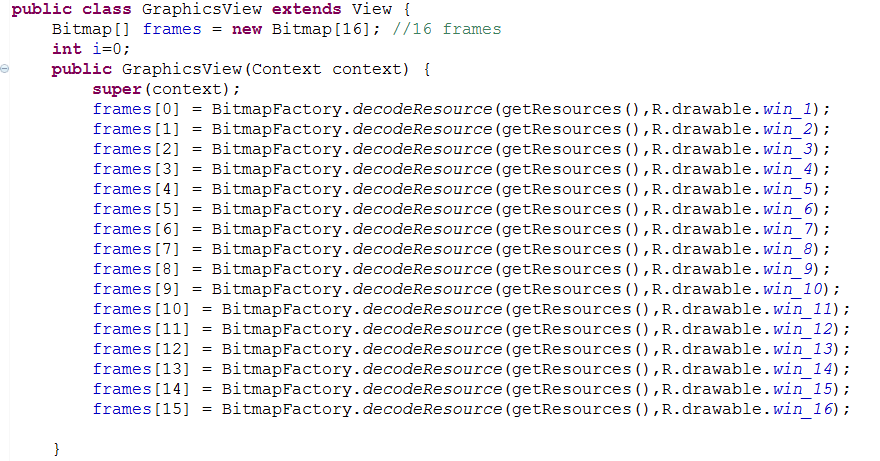 public class GraphicsView extends View {
    Bitmap[] frames = new Bitmap[16]; //16 frames
    int i=0;
    public GraphicsView(Context context) {
        super(context);
        frames[0] = BitmapFactory.decodeResource(getResources(),R.drawable.win_1);
        frames[1] = BitmapFactory.decodeResource(getResources(),R.drawable.win_2);
        frames[2] = BitmapFactory.decodeResource(getResources(),R.drawable.win_3);
        frames[3] = BitmapFactory.decodeResource(getResources(),R.drawable.win_4);
        frames[4] = BitmapFactory.decodeResource(getResources(),R.drawable.win_5);
        frames[5] = BitmapFactory.decodeResource(getResources(),R.drawable.win_6);
        frames[6] = BitmapFactory.decodeResource(getResources(),R.drawable.win_7);
        frames[7] = BitmapFactory.decodeResource(getResources(),R.drawable.win_8);
        frames[8] = BitmapFactory.decodeResource(getResources(),R.drawable.win_9);
        frames[9] = BitmapFactory.decodeResource(getResources(),R.drawable.win_10);
        frames[10] = BitmapFactory.decodeResource(getResources(),R.drawable.win_11);
        frames[11] = BitmapFactory.decodeResource(getResources(),R.drawable.win_12);
        frames[12] = BitmapFactory.decodeResource(getResources(),R.drawable.win_13);
        frames[13] = BitmapFactory.decodeResource(getResources(),R.drawable.win_14);
        frames[14] = BitmapFactory.decodeResource(getResources(),R.drawable.win_15);
        frames[15] = BitmapFactory.decodeResource(getResources(),R.drawable.win_16);
    }